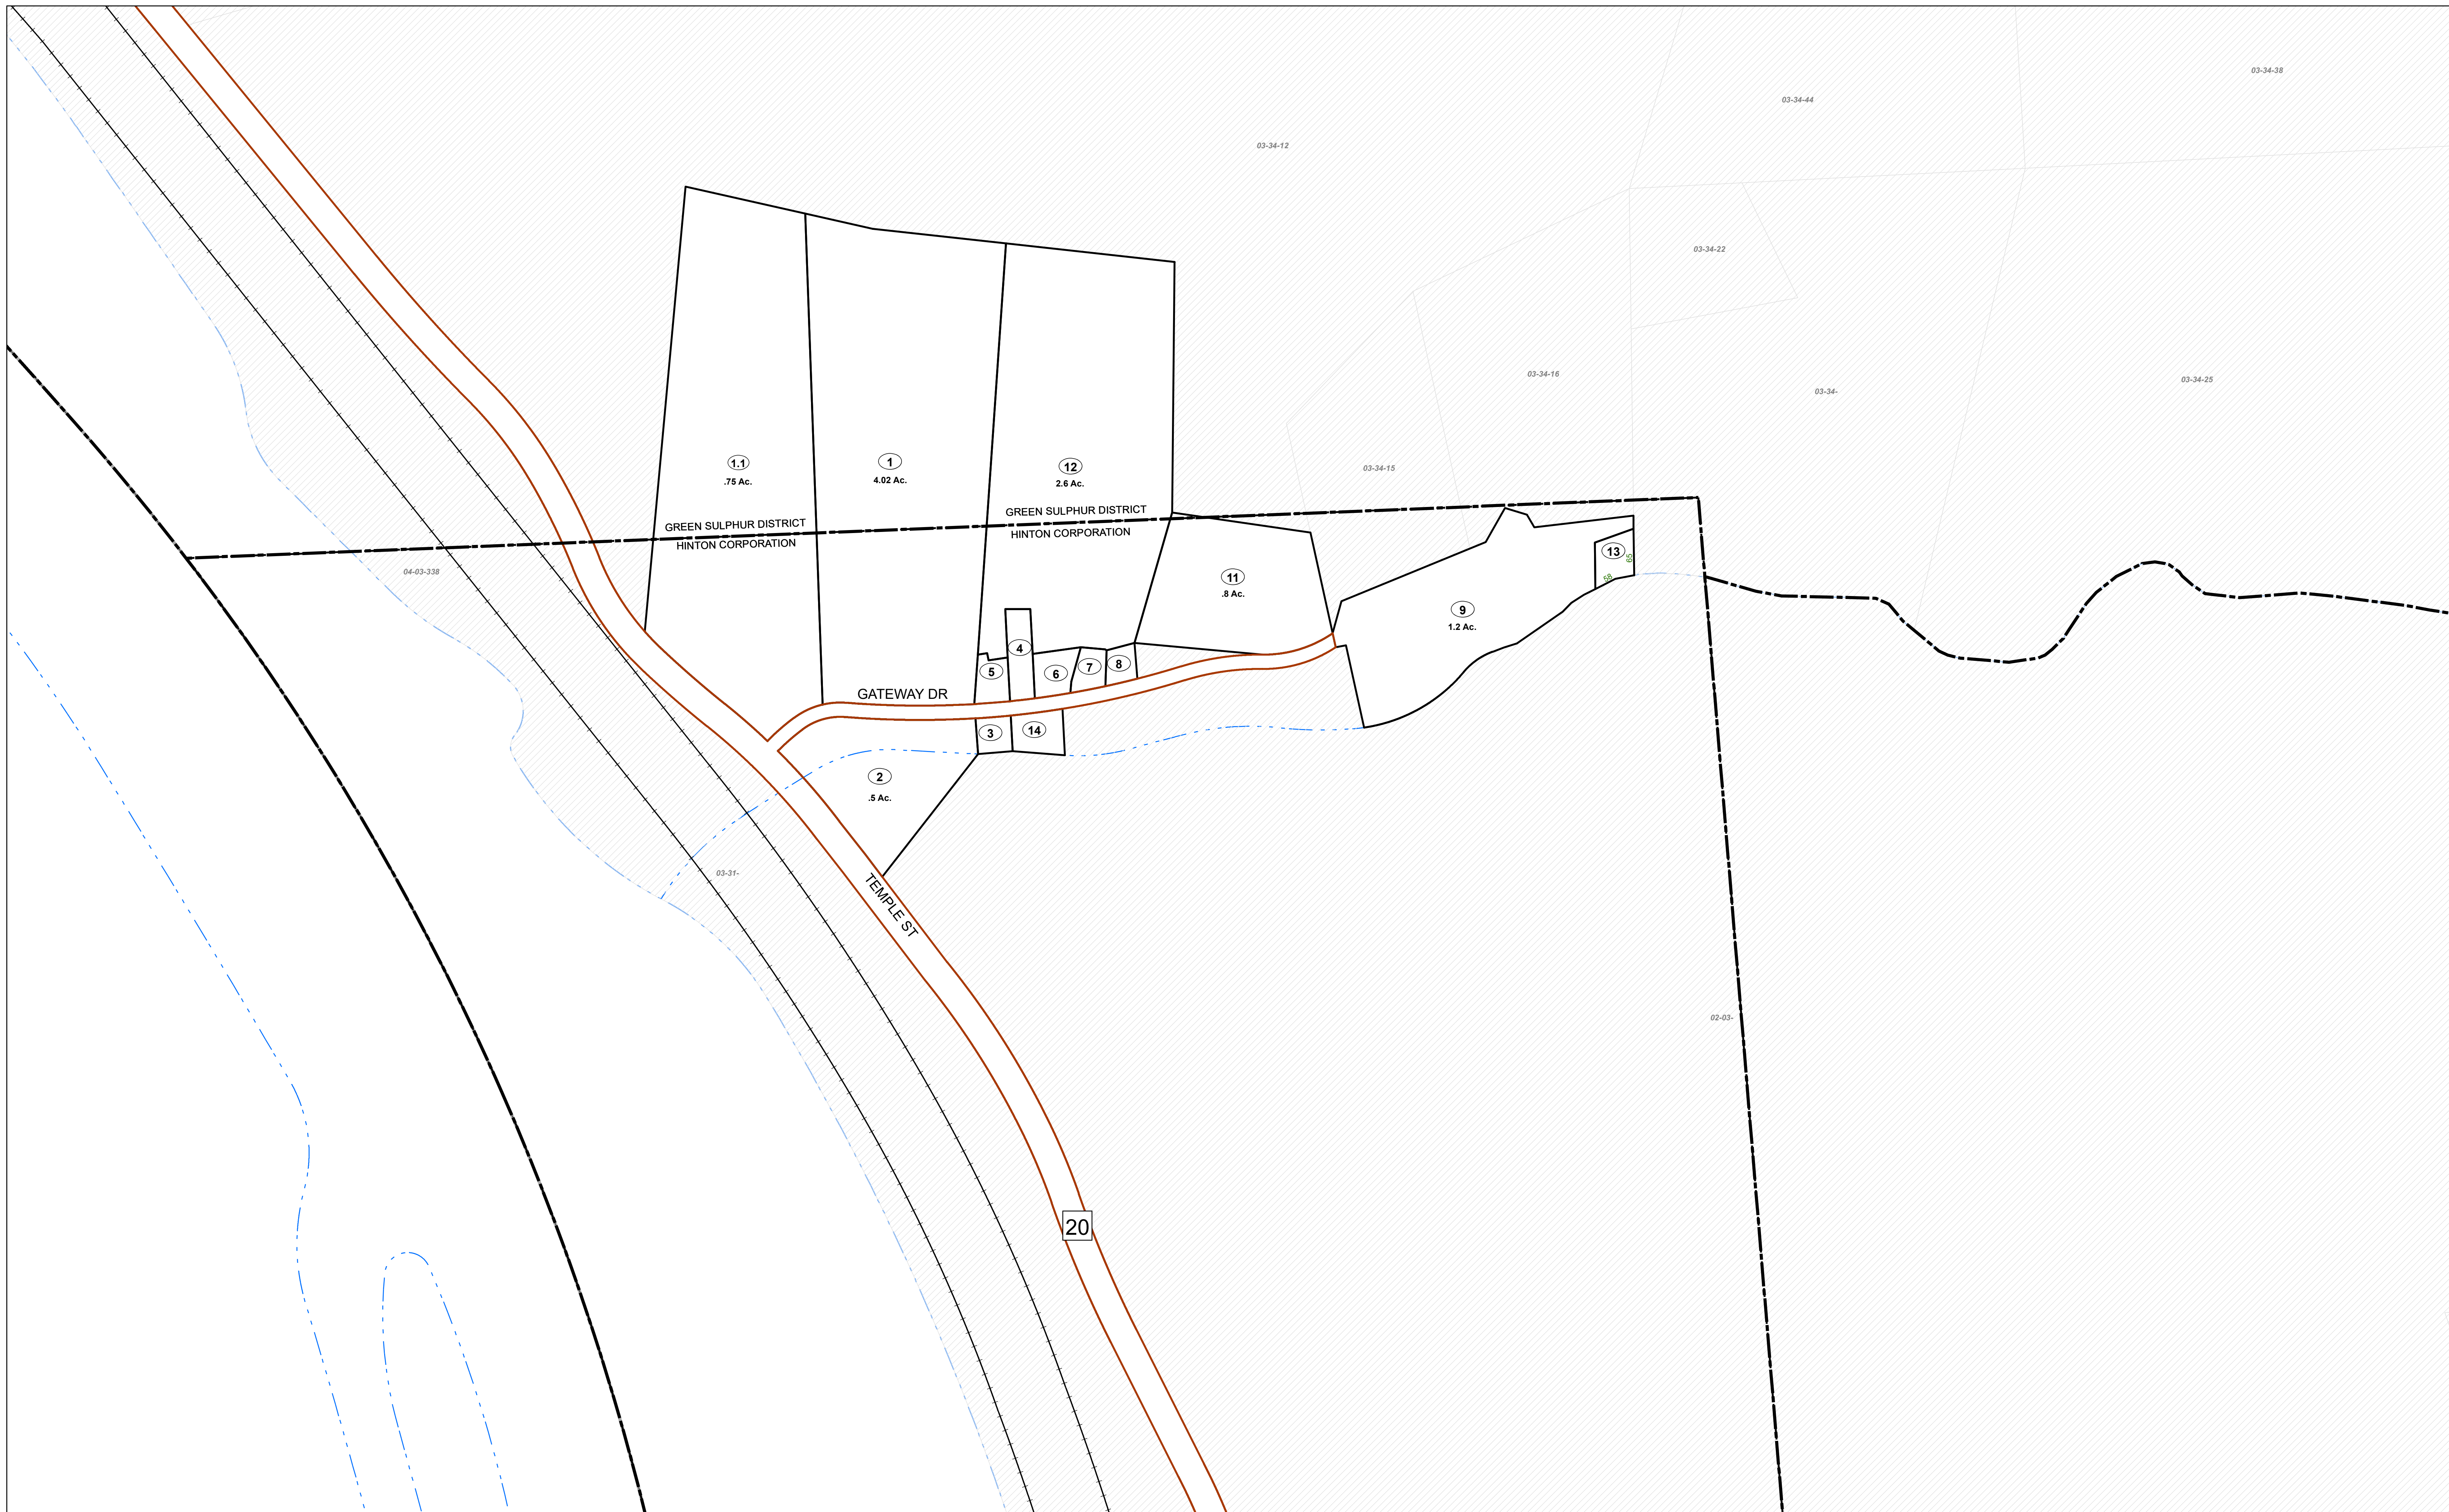 03-34-38
03-34-44
03-34-12
03-34-22
03-34-16
03-34-25
03-34-
03-34-15
1.1
.75 Ac.
1
4.02 Ac.
12
2.6 Ac.
GREEN SULPHUR DISTRICT
HINTON CORPORATION
GREEN SULPHUR DISTRICT
HINTON CORPORATION
04-03-338
11
.8 Ac.
13
65
58
9
1.2 Ac.
4
5
6
7
8
GATEWAY DR
3
14
2
.5 Ac.
03-31-
TEMPLE ST
02-03-
20